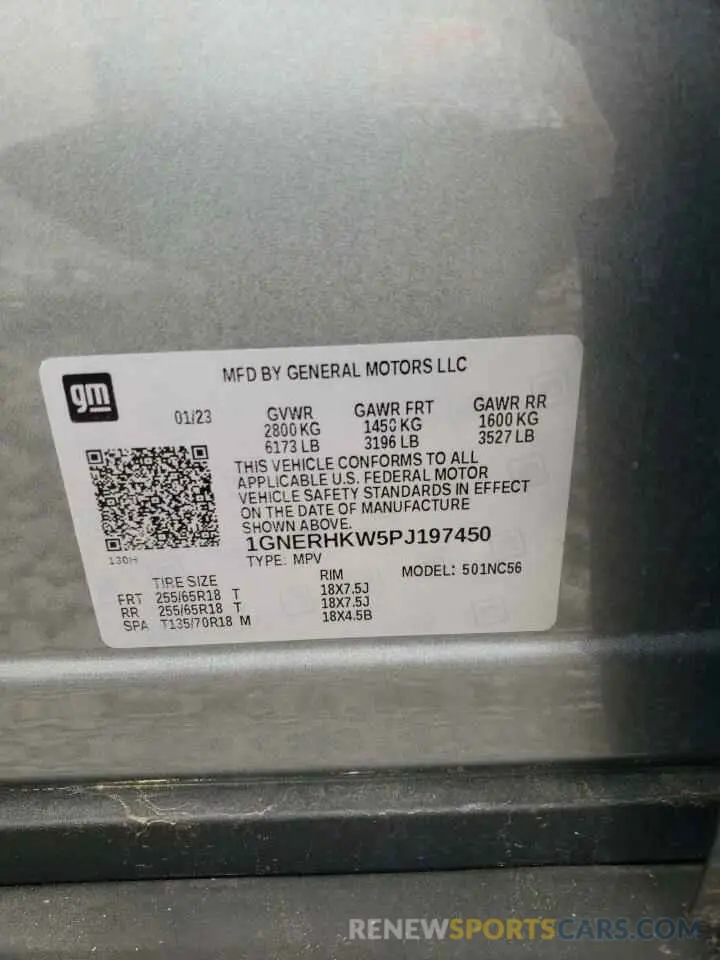 MFD BY GENERAL MOTORS LLC
gm
01/23 GVWR GAWR FRT GAWR RR
2800 KG 1450 KG 1600 KG
6173 LB 3196 LB 3527 LB
THIS VEHICLE CONFORMS TO ALL
APPLICABLE U.S. FEDERAL MOTOR
VEHICLE SAFETY STANDARDS IN EFFECT
ON THE DATE OF MANUFACTURE
SHOWN ABOVE.
1GNERHKW5PJ197450
130H TYPE: MPV MODEL: 501NC56
TIRE SIZE RIM
FRT 255/65R18 T 18X7.5J
RR 255/65R18 T 18X7.5J
SPA T135/70R18 M 18X4.5B
RENEWSPORTSCARS.COM